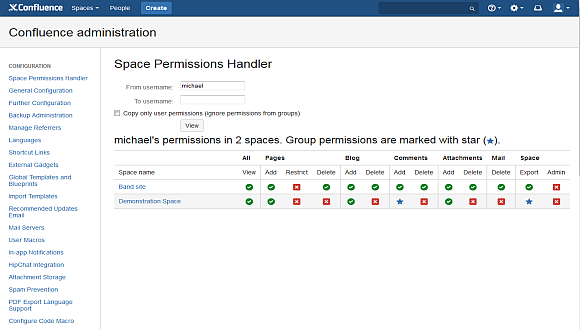 Confluence Spaces People Create
Confluence administration
CONFIGURATION
Space Permissions Handler
General Configuration
Further Configuration
Backup Administration
Manage Referrers
Languages
Shortcut Links
External Gadgets
Global Templates and
Blueprints
Import Templates
Recommended Updates
Email
Mail Servers
User Macros
In-app Notifications
HipChat Integration
Attachment Storage
Spam Prevention
PDF Export Language
Support
Configure Code Macro
Space Permissions Handler
From username: michael
To username:
Copy only user permissions (ignore permissions from groups)
View
michael's permissions in 2 spaces. Group permissions are marked with star (★).
All Pages Blog Comments Attachments Mail Space
Space name View Add Restrict Delete Add Delete Add Delete Add Delete Delete Export Admin
Band site
Demonstration Space